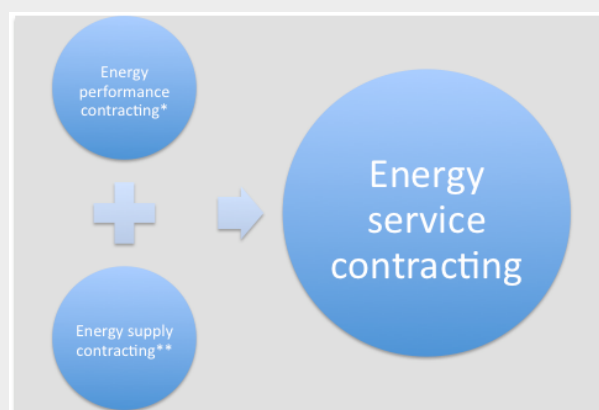 Energy
performance
contracting*
Energy supply
contracting**
Energy
service
contracting